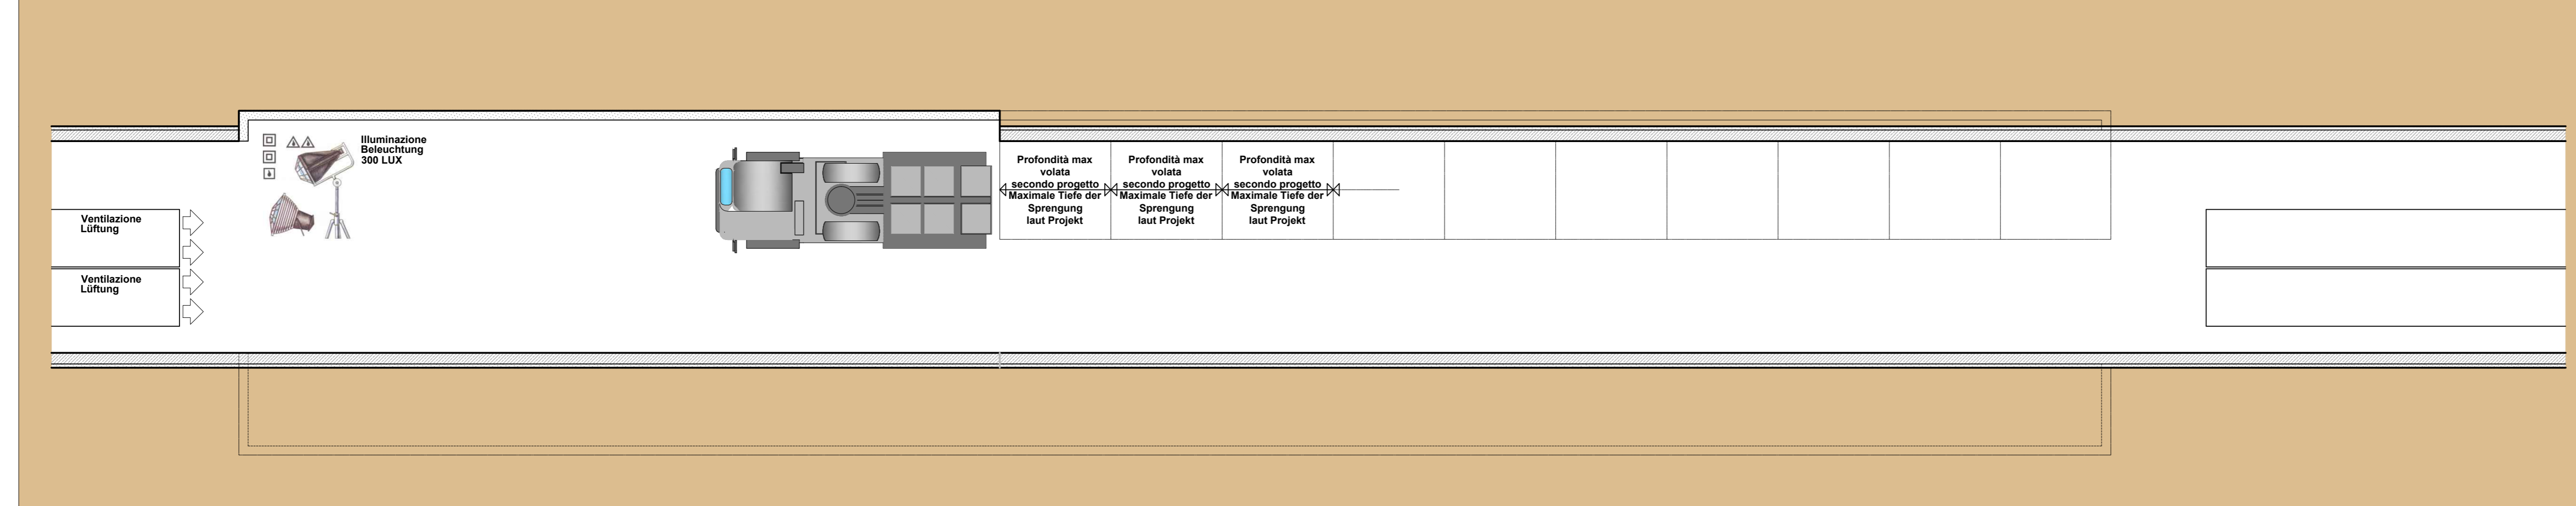 Illuminazione
Beleuchtung
300 LUX
Ventilazione
Lüftung
Ventilazione
Lüftung
Profondità max
volata
secondo progetto
Maximale Tiefe der
Sprengung
laut Projekt
Profondità max
volata
secondo progetto
Maximale Tiefe der
Sprengung
laut Projekt
Profondità max
volata
secondo progetto
Maximale Tiefe der
Sprengung
laut Projekt